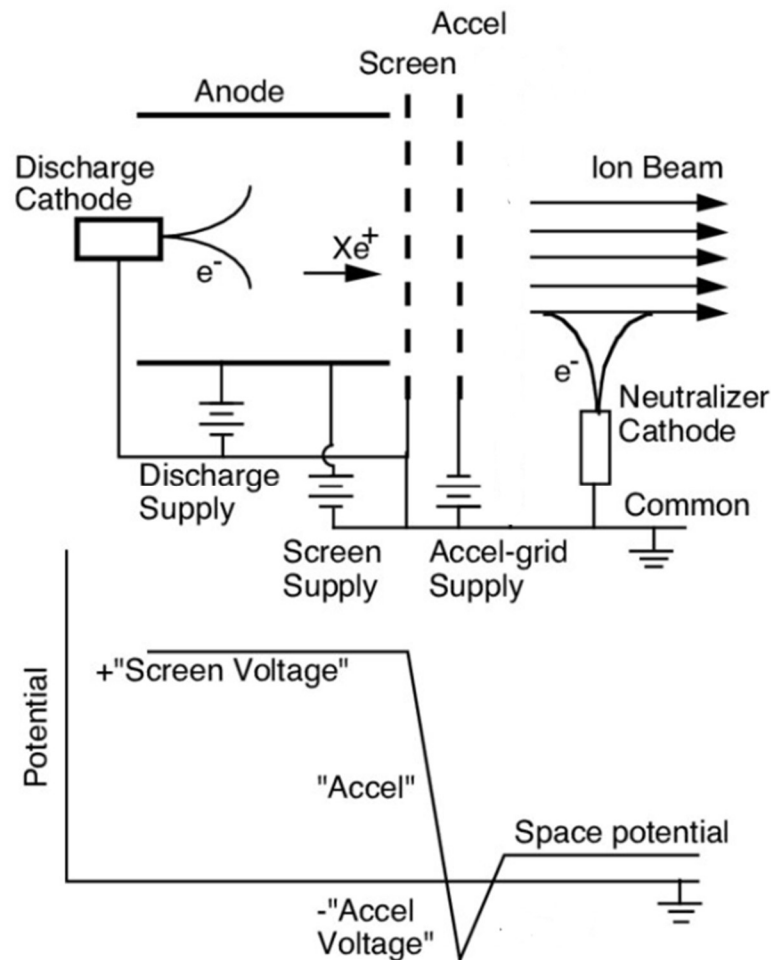 Accel
Screen
Anode
Discharge
Cathode
Ion Beam
Xe+
e-
e-
Neutralizer
Cathode
Discharge
Supply
Common
Screen
Supply
Accel-grid
Supply
Potential
+"Screen Voltage"
"Accel"
Space potential
-"Accel
Voltage"